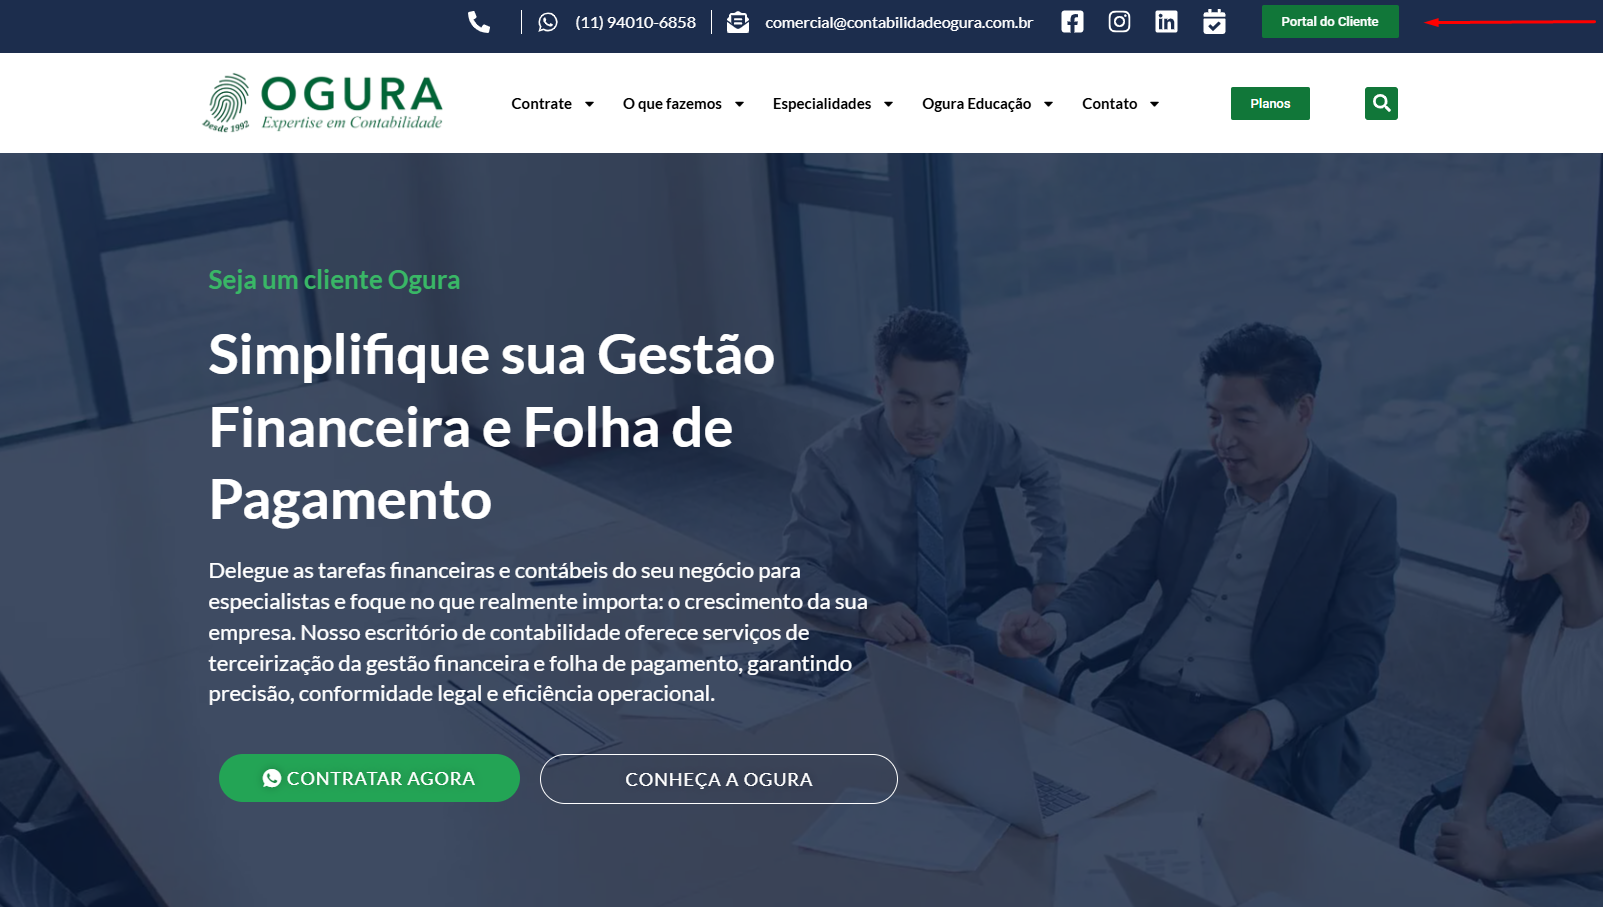 (11) 94010-6858
comercial@contabilidadeogura.com.br
Portal do Cliente
OGURA
Expertise em Contabilidade
Desde 1992
Contrate
O que fazemos
Especialidades
Ogura Educação
Contato
Planos
Seja um cliente Ogura
Simplifique sua Gestão
Financeira e Folha de
Pagamento
Delegue as tarefas financeiras e contábeis do seu negócio para
especialistas e foque no que realmente importa: o crescimento da sua
empresa. Nosso escritório de contabilidade oferece serviços de
terceirização da gestão financeira e folha de pagamento, garantindo
precisão, conformidade legal e eficiência operacional.
CONTRATAR AGORA
CONHEÇA A OGURA